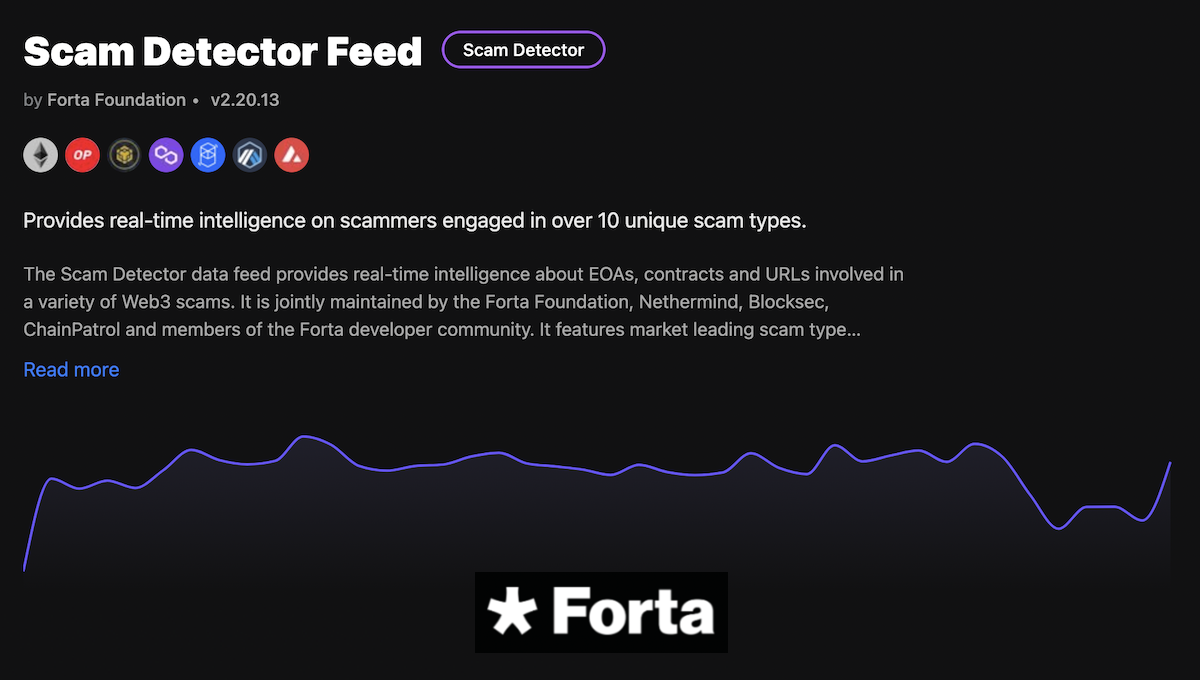 Scam Detector Feed
Scam Detector
by Forta Foundation • v2.20.13
OP
Provides real-time intelligence on scammers engaged in over 10 unique scam types.
The Scam Detector data feed provides real-time intelligence about EOAs, contracts and URLs involved in
a variety of Web3 scams. It is jointly maintained by the Forta Foundation, Nethermind, Blocksec,
ChainPatrol and members of the Forta developer community. It features market leading scam type...
Read more
Forta